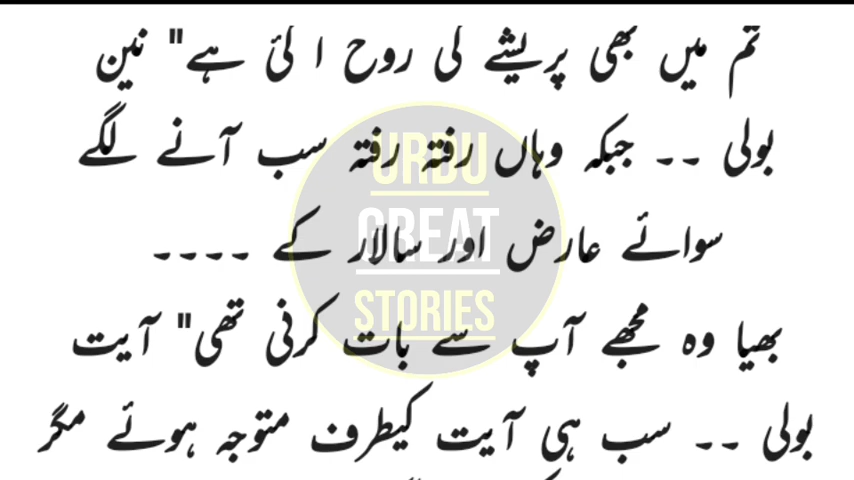 تم میں بھی پریشے کی روح آ گئ ہے" نین
بولی ۔۔ جبکہ وہاں رفتہ رفتہ سب آنے لگے
سوائے عارض اور سالار کے ۔۔۔۔
بھیا وہ مجھے آپ سے بات کرنی تھی" آیت
بولی ۔۔ سب ہی آیت کیطرف متوجہ ہوئے مگر
URDU
GREAT
STORIES